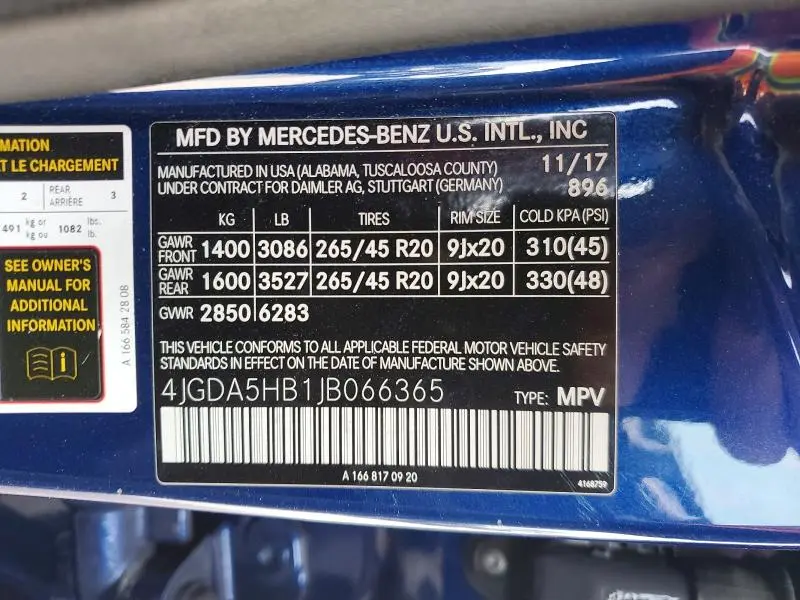 MATION
T LE CHARGEMENT
2 REAR ARRIÈRE 3
491 kg or kg ou 1082 lbs. lb.
SEE OWNER'S
MANUAL FOR
ADDITIONAL
INFORMATION
i
A 166 584 28 08
MFD BY MERCEDES-BENZ U.S. INTL., INC
MANUFACTURED IN USA (ALABAMA, TUSCALOOSA COUNTY) 11/17
UNDER CONTRACT FOR DAIMLER AG, STUTTGART (GERMANY) 896
KG LB TIRES RIM SIZE COLD KPA (PSI)
GAWR FRONT 1400 3086 265/45 R20 9Jx20 310(45)
GAWR REAR 1600 3527 265/45 R20 9Jx20 330(48)
GVWR 2850 6283
THIS VEHICLE CONFORMS TO ALL APPLICABLE FEDERAL MOTOR VEHICLE SAFETY
STANDARDS IN EFFECT ON THE DATE OF MANUFACTURE SHOWN ABOVE.
4JGDA5HB1JB066365 TYPE: MPV
A 166 817 09 20
4168759